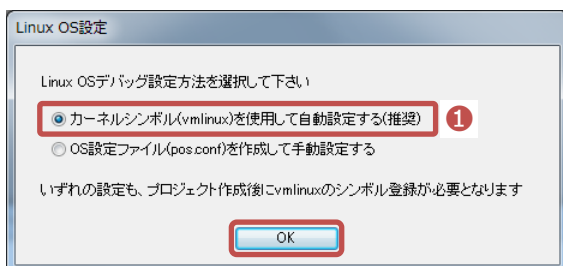 Linux OS設定
Linux OSデバッグ設定方法を選択して下さい
カーネルシンボル(vmlinux)を使用して自動設定する(推奨)
1
OS設定ファイル(pos.conf)を作成して手動設定する
いずれの設定も、プロジェクト作成後にvmlinuxのシンボル登録が必要となります
OK